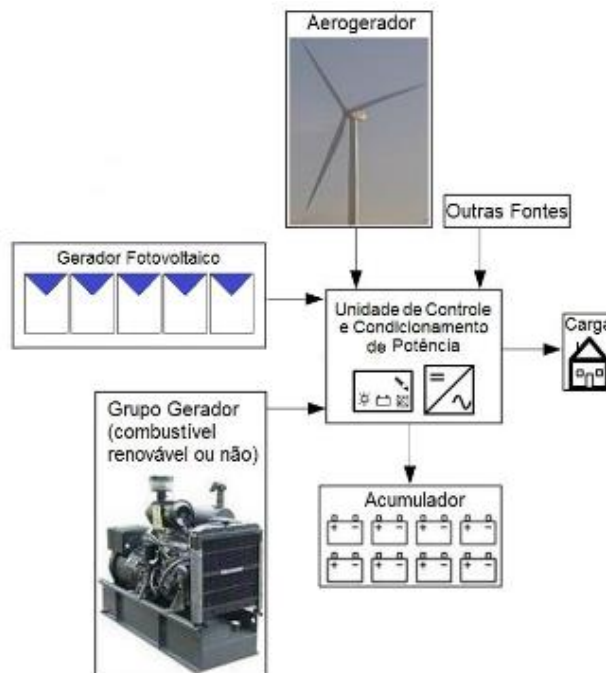 Aerogerador
Outras Fontes
Gerador Fotovoltaico
Unidade de Controle
e Condicionamento
de Potência
Carga
Grupo Gerador
(combustível
renovável ou não)
Acumulador